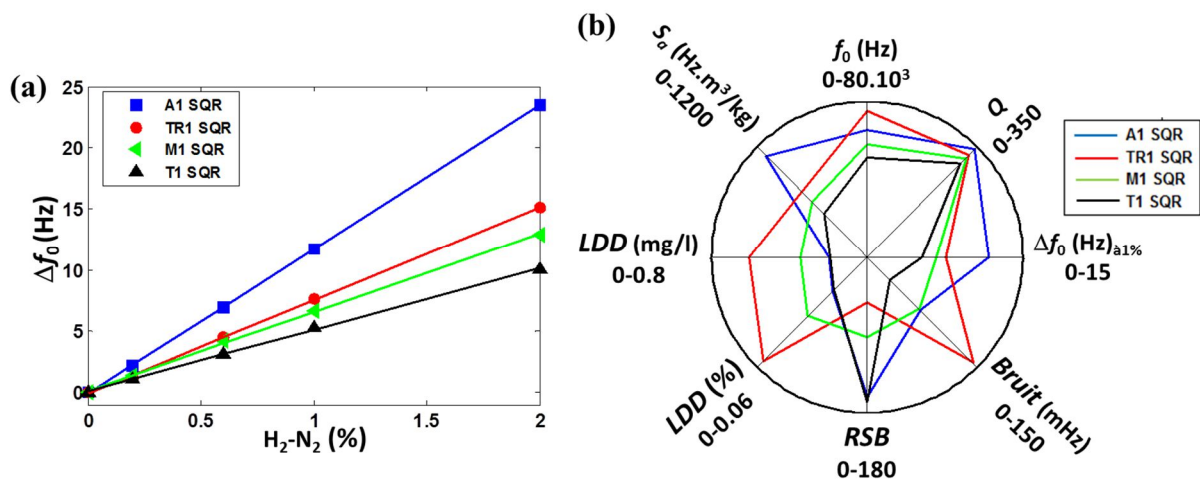 (a)
25
20
15
10
5
0
Δf₀ (Hz)
A1 SQR
TR1 SQR
M1 SQR
T1 SQR
0
0.5
1
1.5
2
H₂-N₂ (%)
(b)
f₀ (Hz)
0-80.10³
Q
0-350
Δf₀ (Hz)à1%
0-15
Bruit (mHz)
0-150
RSB
0-180
LDD (%)
0-0.06
LDD (mg/l)
0-0.8
Sₐ (Hz.m³/kg)
0-1200
A1 SQR
TR1 SQR
M1 SQR
T1 SQR